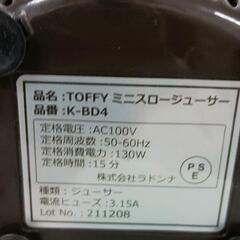 品名：TOFFY ミニスロージューサー
品番：K-BD4
定格電圧：AC100V
定格周波数：50-60Hz
定格消費電力：130W
定格時間：15分
株式会社ラドンナ
P S
E
種類：ジューサー
電流ヒューズ：3.15A
Lot No.：211208